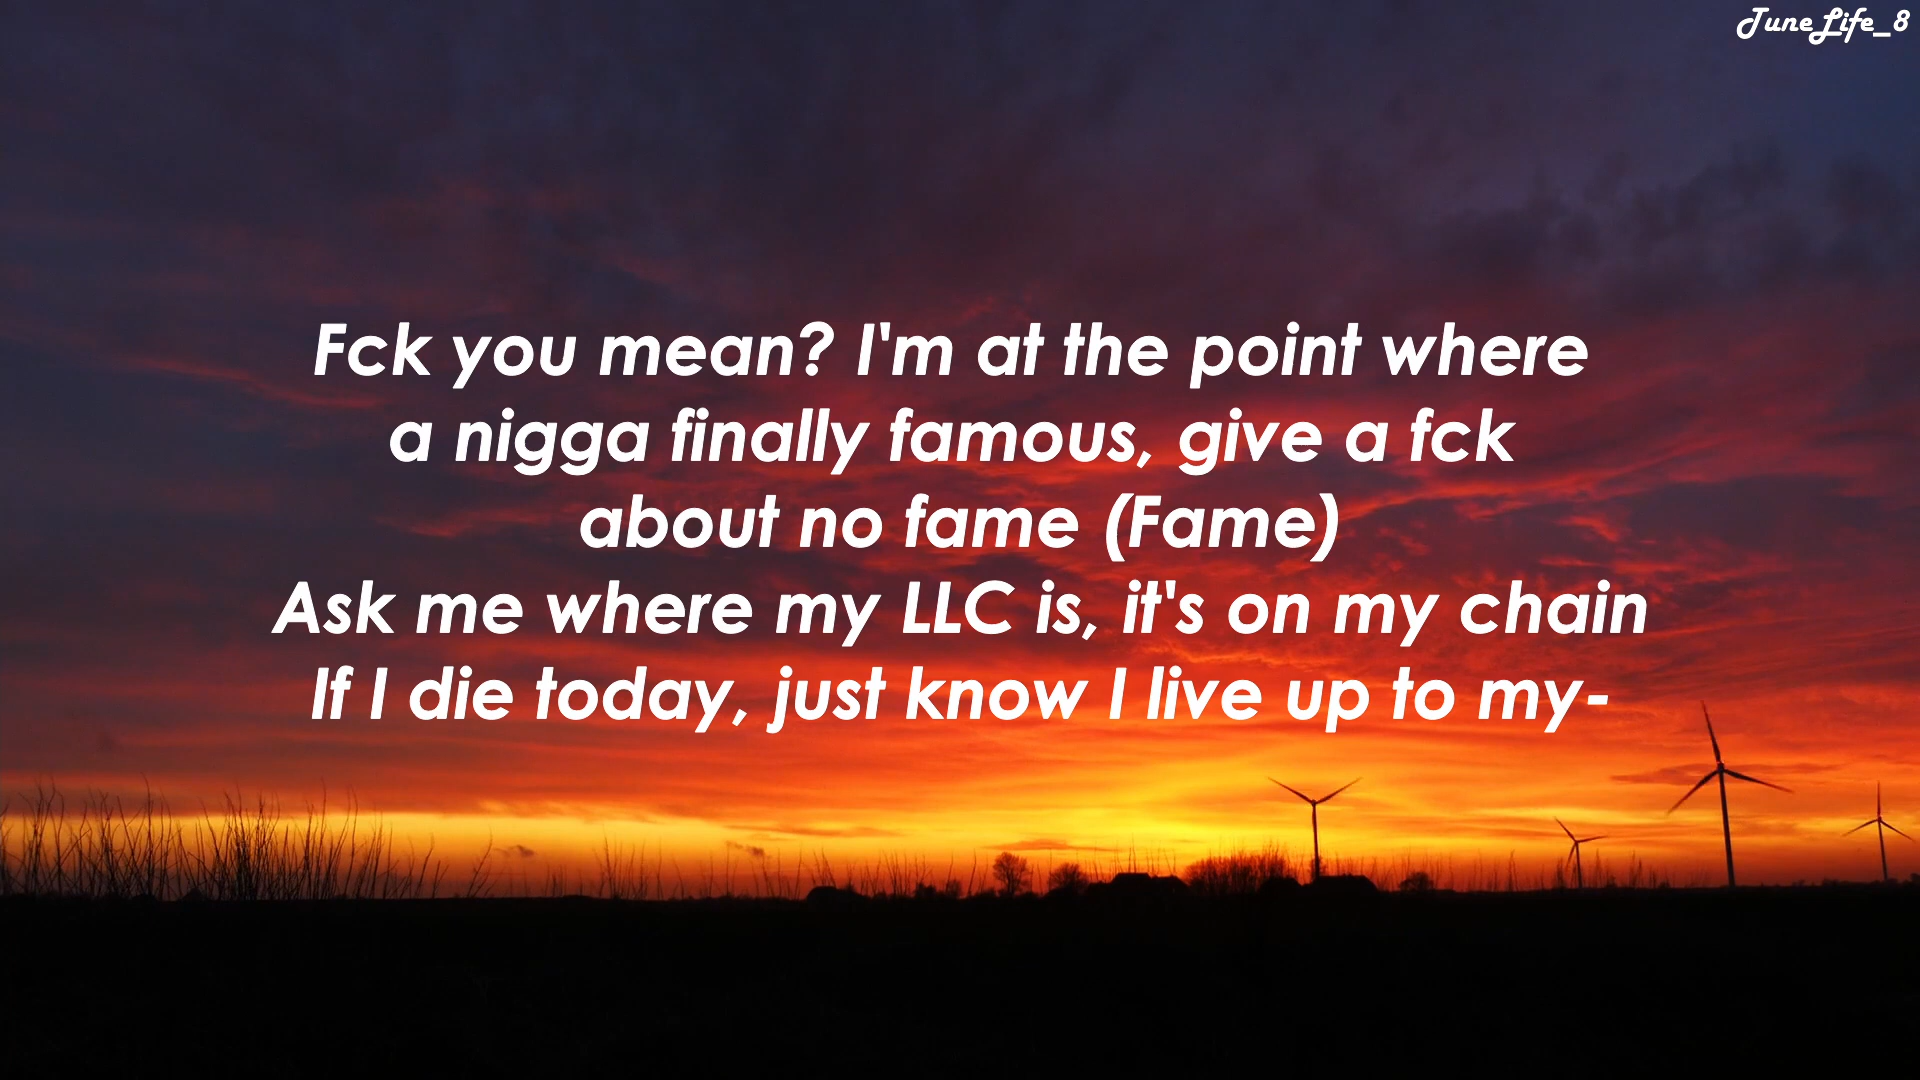 JuneLife_8
Fck you mean? I'm at the point where
a nigga finally famous, give a fck
about no fame (Fame)
Ask me where my LLC is, it's on my chain
If I die today, just know I live up to my-